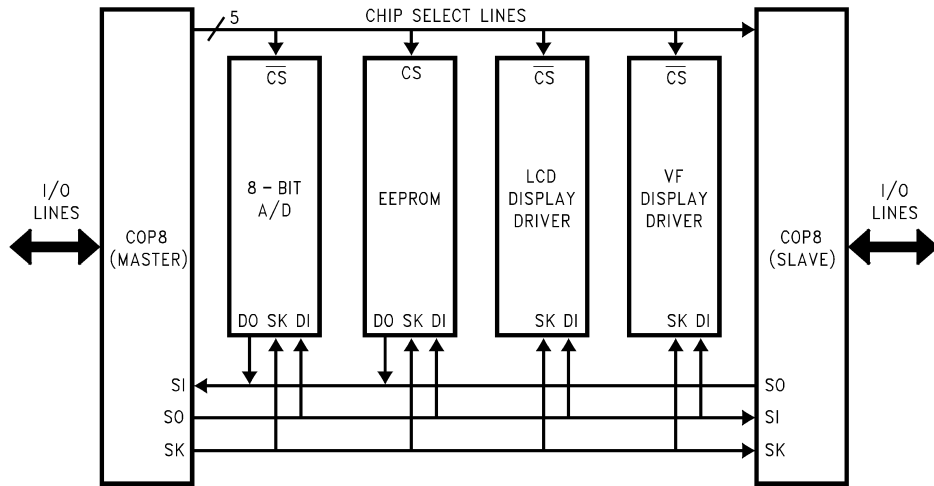 5 CHIP SELECT LINES
CS CS CS CS
I/O
LINES
COP8
(MASTER)
8 - BIT
A/D
EEPROM
LCD
DISPLAY
DRIVER
VF
DISPLAY
DRIVER
COP8
(SLAVE)
I/O
LINES
DO SK DI
DO SK DI
SK DI
SK DI
SI
SO
SK
SO
SI
SK